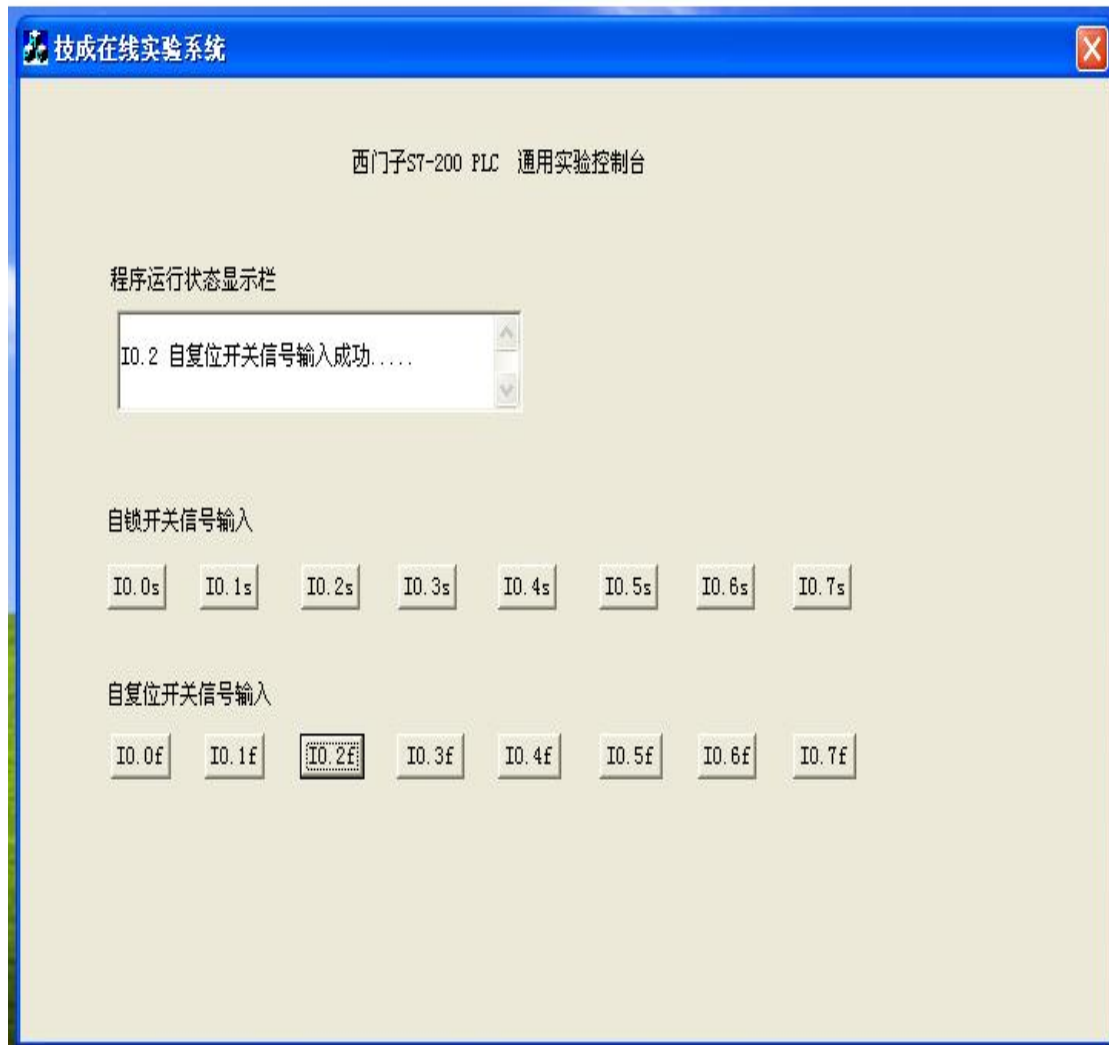 技成在线实验系统
西门子S7-200 PLC 通用实验控制台
程序运行状态显示栏
I0.2 自复位开关信号输入成功.....
自锁开关信号输入
I0.0s I0.1s I0.2s I0.3s I0.4s I0.5s I0.6s I0.7s
自复位开关信号输入
I0.0f I0.1f I0.2f I0.3f I0.4f I0.5f I0.6f I0.7f